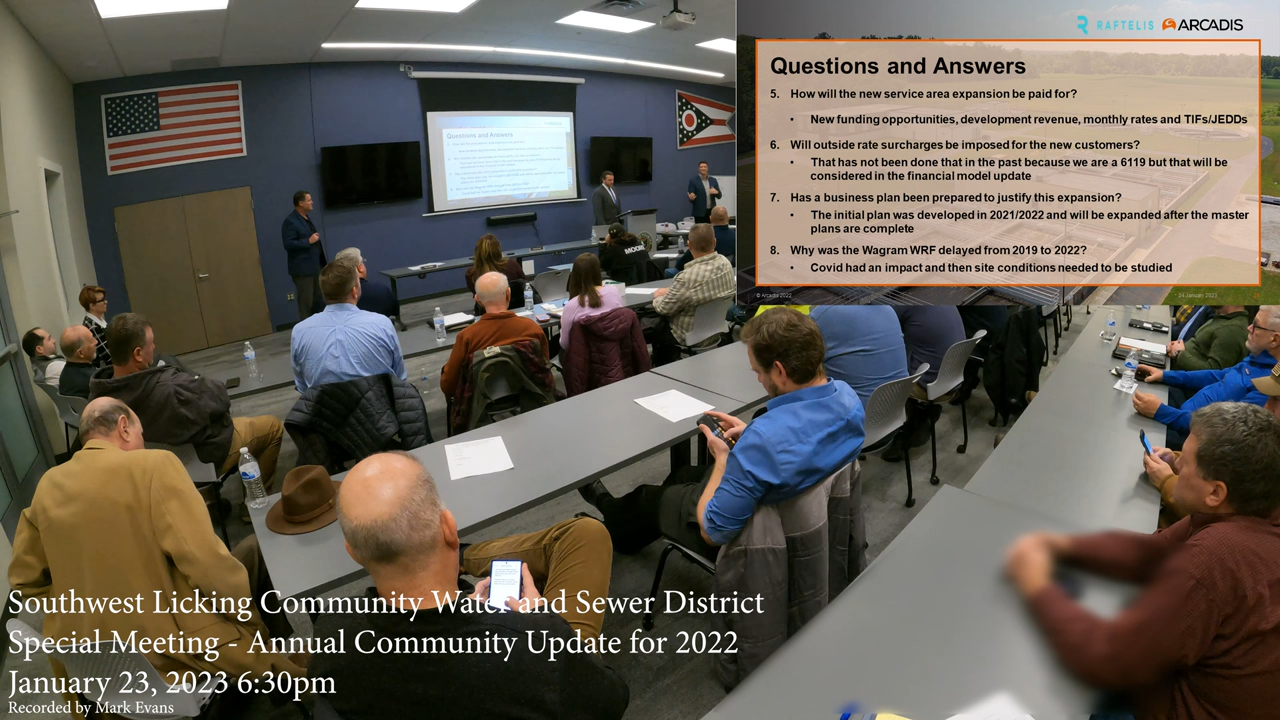 RAFTELIS ARCADIS
Questions and Answers
5. How will the new service area expansion be paid for?
• New funding opportunities, development revenue, monthly rates and TIFs/JEDDs
6. Will outside rate surcharges be imposed for the new customers?
• That has not been done that in the past because we are a 6119 but that will be
considered in the financial model update
7. Has a business plan been prepared to justify this expansion?
• The initial plan was developed in 2021/2022 and will be expanded after the master
plans are complete
8. Why was the Wagram WRF delayed from 2019 to 2022?
• Covid had an impact and then site conditions needed to be studied
© Arcadis 2022
24 January 2023
Questions and Answers
MOORE
Southwest Licking Community Water and Sewer District
Special Meeting - Annual Community Update for 2022
January 23, 2023 6:30pm
Recorded by Mark Evans